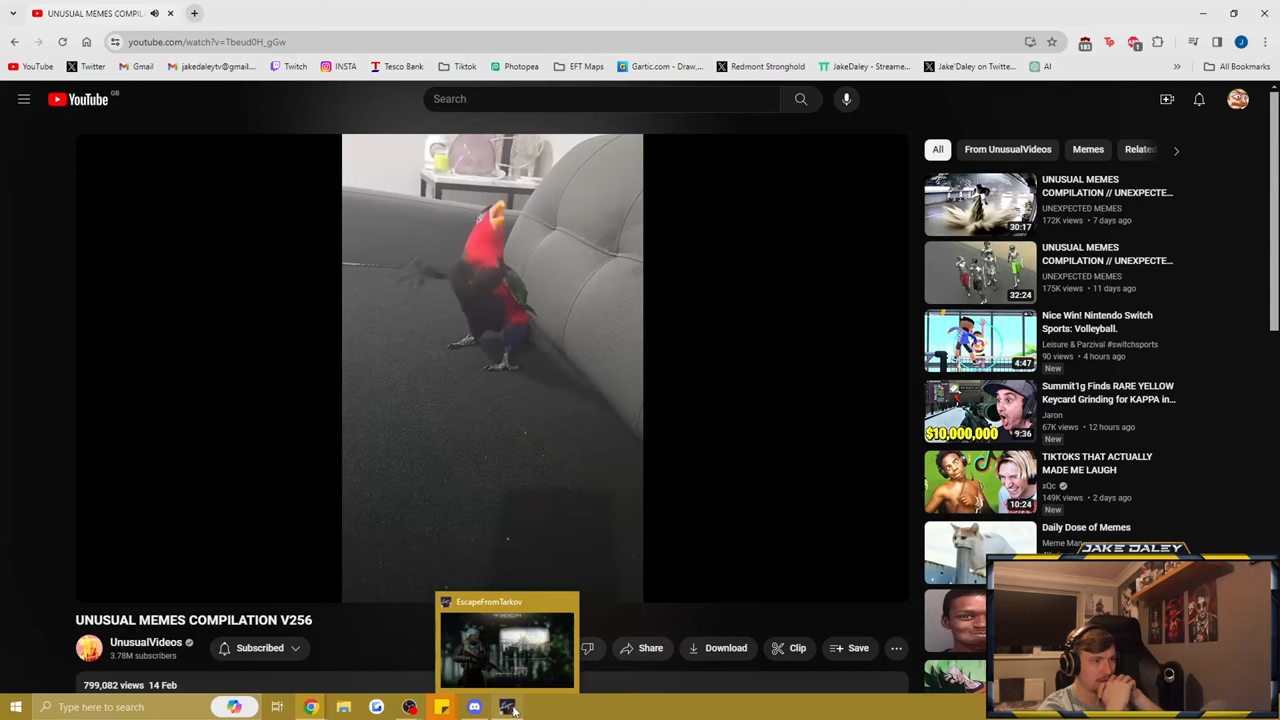 UNUSUAL MEMES COMPIL
youtube.com/watch?v=Tbeud0H_gGw
YouTube
Twitter
Gmail
jakedaleytv@gmail....
Twitch
INSTA
Tesco Bank
Tiktok
Photopea
EFT Maps
Gartic.com - Draw,...
Redmont Stronghold
JakeDaley - Streame...
Jake'Daley on Twitte...
AI
All Bookmarks
YouTube GB
Search
All
From UnusualVideos
Memes
Related
UNUSUAL MEMES
COMPILATION // UNEXPECTE...
UNEXPECTED MEMES
172K views • 7 days ago
30:17
UNUSUAL MEMES
COMPILATION // UNEXPECTE...
UNEXPECTED MEMES
175K views • 11 days ago
32:24
Nice Win! Nintendo Switch
Sports: Volleyball.
Leisure & Parzival #switchsports
90 views • 4 hours ago
New
4:47
Summit1g Finds RARE YELLOW
Keycard Grinding for KAPPA in...
Jaron
67K views • 12 hours ago
New
$10,000,000
9:36
TIKTOKS THAT ACTUALLY
MADE ME LAUGH
xQc
149K views • 2 days ago
New
10:24
Daily Dose of Memes
Meme Man
JAKE DALEY
EscapeFromTarkov
UNUSUAL MEMES COMPILATION V256
UnusualVideos
3.78M subscribers
Subscribed
Share
Download
Clip
Save
799,082 views 14 Feb
Type here to search